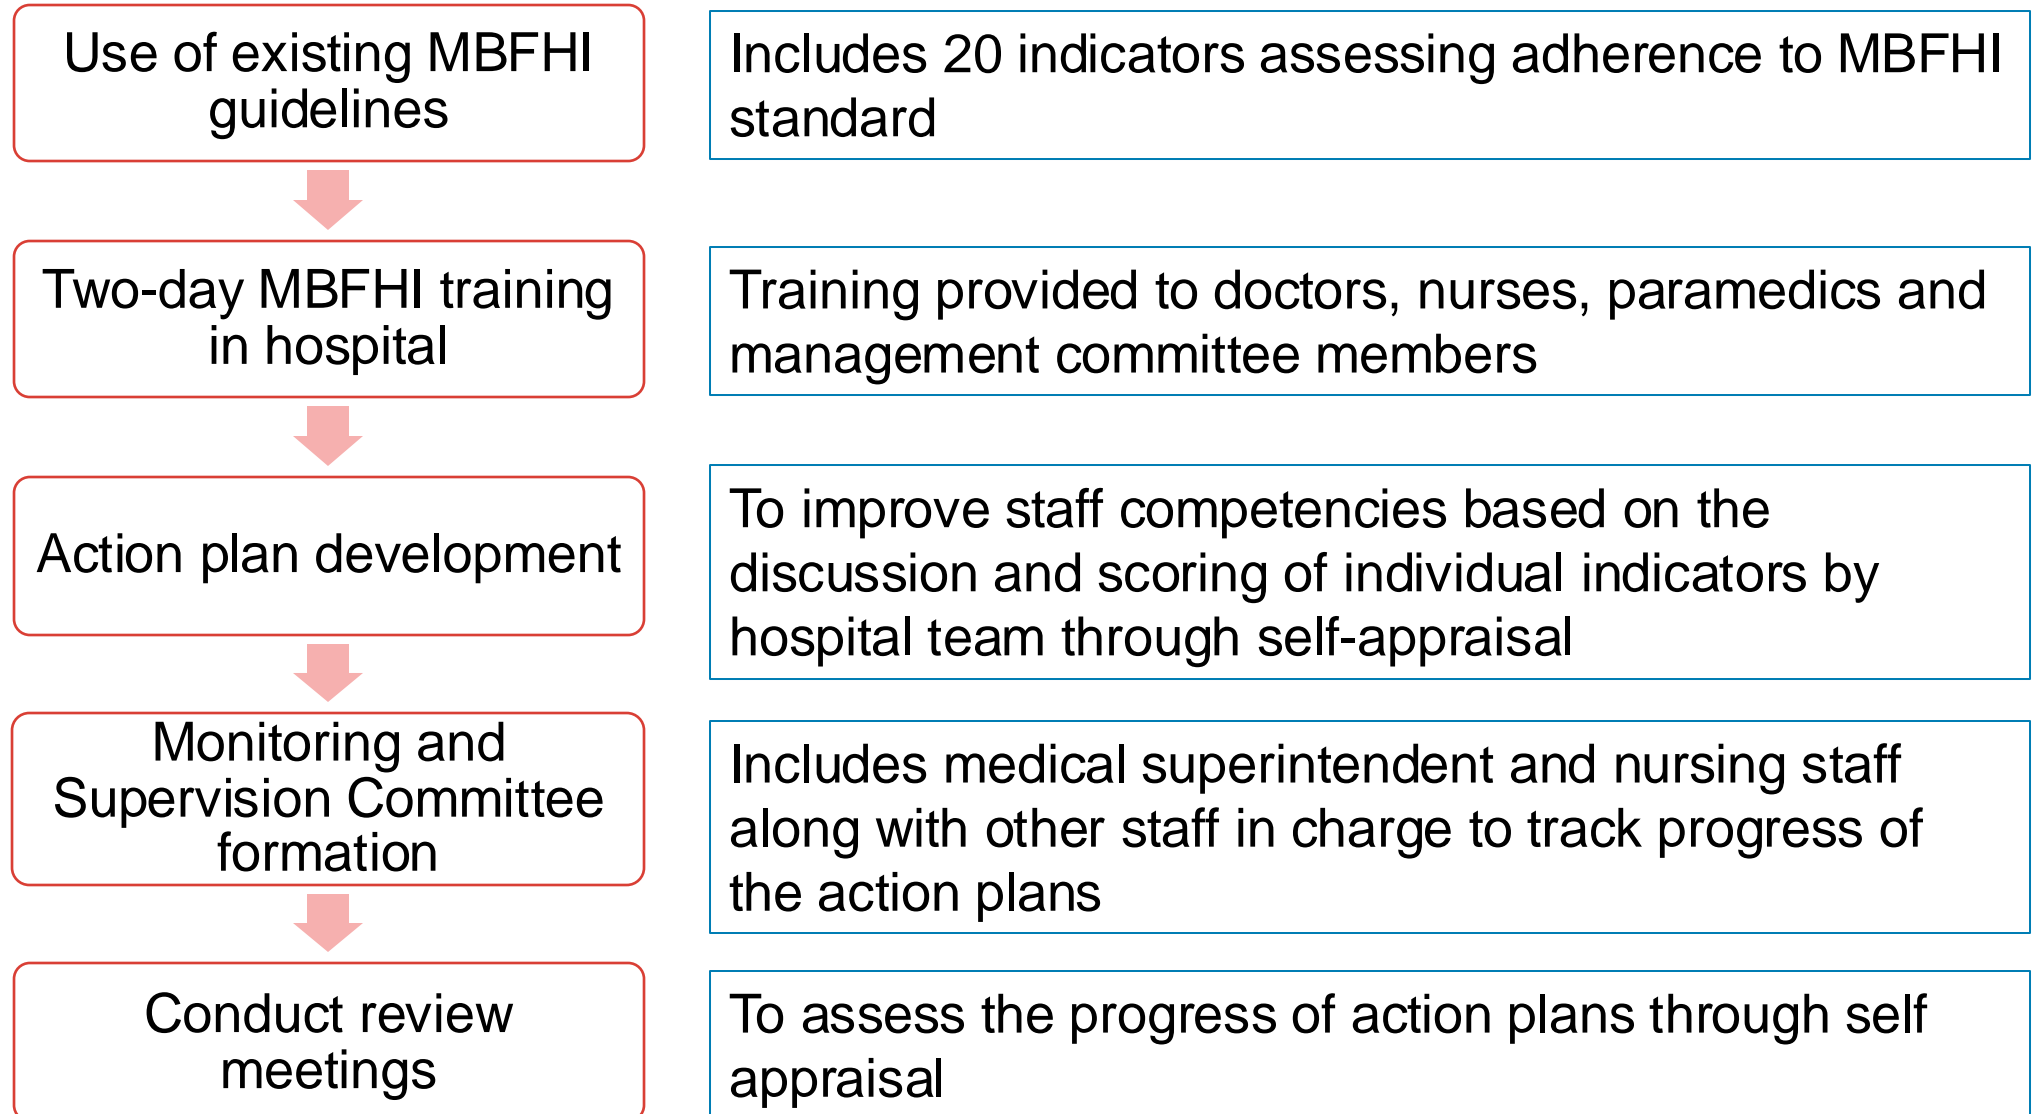 Use of existing MBFHI
guidelines
Includes 20 indicators assessing adherence to MBFHI
standard
Two-day MBFHI training
in hospital
Training provided to doctors, nurses, paramedics and
management committee members
Action plan development
To improve staff competencies based on the
discussion and scoring of individual indicators by
hospital team through self-appraisal
Monitoring and
Supervision Committee
formation
Includes medical superintendent and nursing staff
along with other staff in charge to track progress of
the action plans
Conduct review
meetings
To assess the progress of action plans through self
appraisal